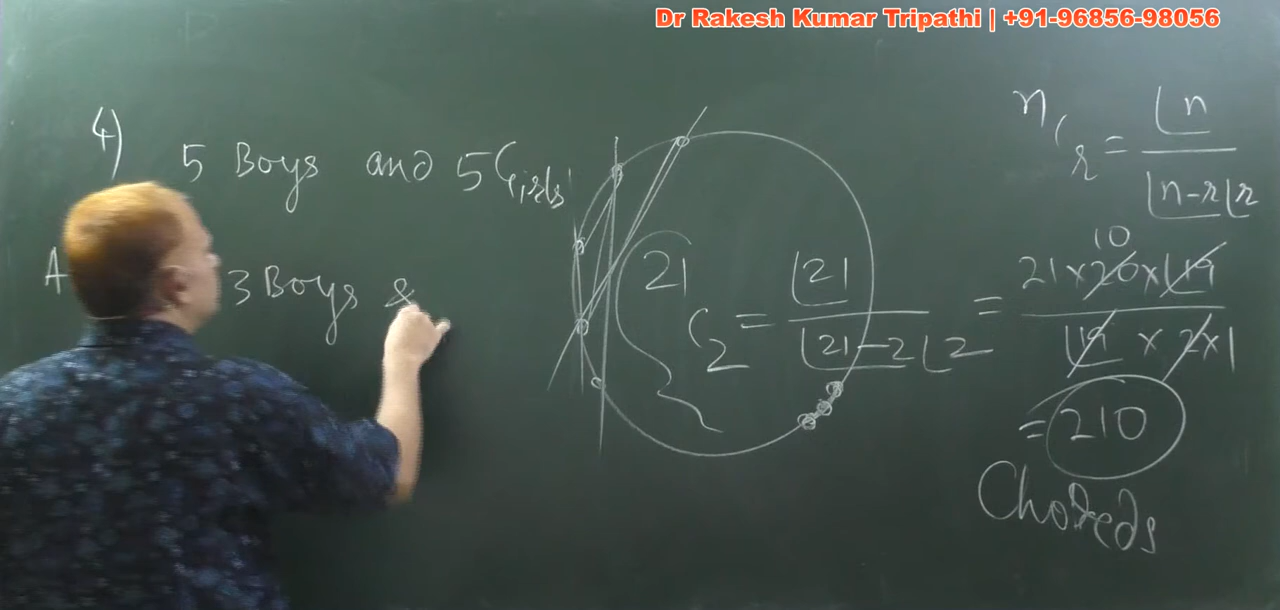 Dr Rakesh Kumar Tripathi | +91-96856-98056
4)
5 Boys and 5 Girls
A
3 Boys &
21C2 = ⌊21 / ⌊21-2 ⌊2 = 21×20×⌊19 / ⌊19 × 2×1
10
= 210
Choreds
nCr = ⌊n / ⌊n-r ⌊r